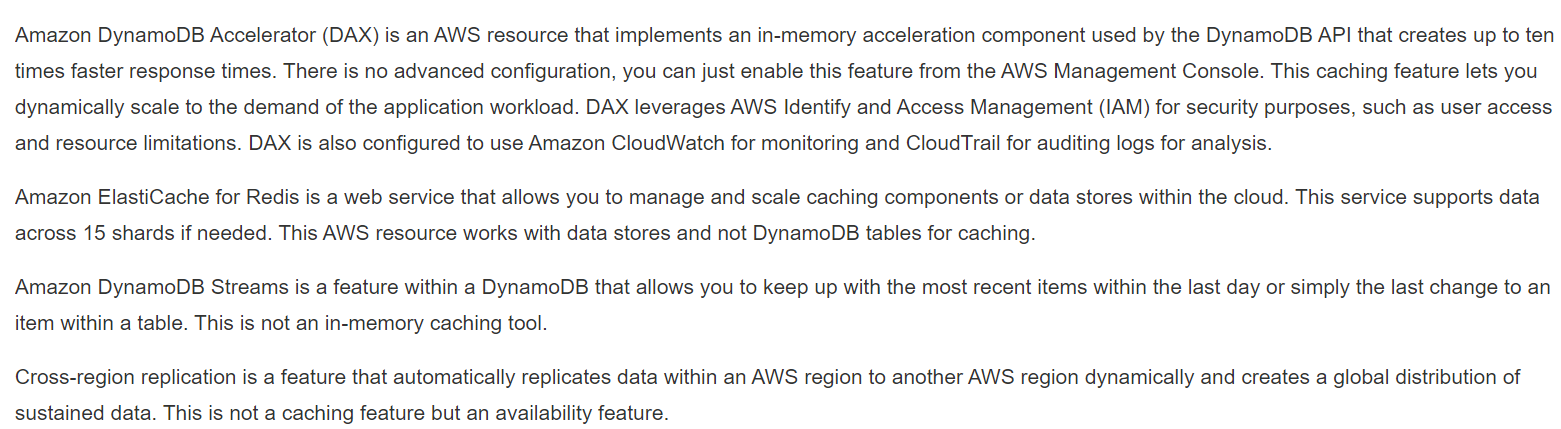 Amazon DynamoDB Accelerator (DAX) is an AWS resource that implements an in-memory acceleration component used by the DynamoDB API that creates up to ten
times faster response times. There is no advanced configuration, you can just enable this feature from the AWS Management Console. This caching feature lets you
dynamically scale to the demand of the application workload. DAX leverages AWS Identify and Access Management (IAM) for security purposes, such as user access
and resource limitations. DAX is also configured to use Amazon CloudWatch for monitoring and CloudTrail for auditing logs for analysis.
Amazon ElastiCache for Redis is a web service that allows you to manage and scale caching components or data stores within the cloud. This service supports data
across 15 shards if needed. This AWS resource works with data stores and not DynamoDB tables for caching.
Amazon DynamoDB Streams is a feature within a DynamoDB that allows you to keep up with the most recent items within the last day or simply the last change to an
item within a table. This is not an in-memory caching tool.
Cross-region replication is a feature that automatically replicates data within an AWS region to another AWS region dynamically and creates a global distribution of
sustained data. This is not a caching feature but an availability feature.